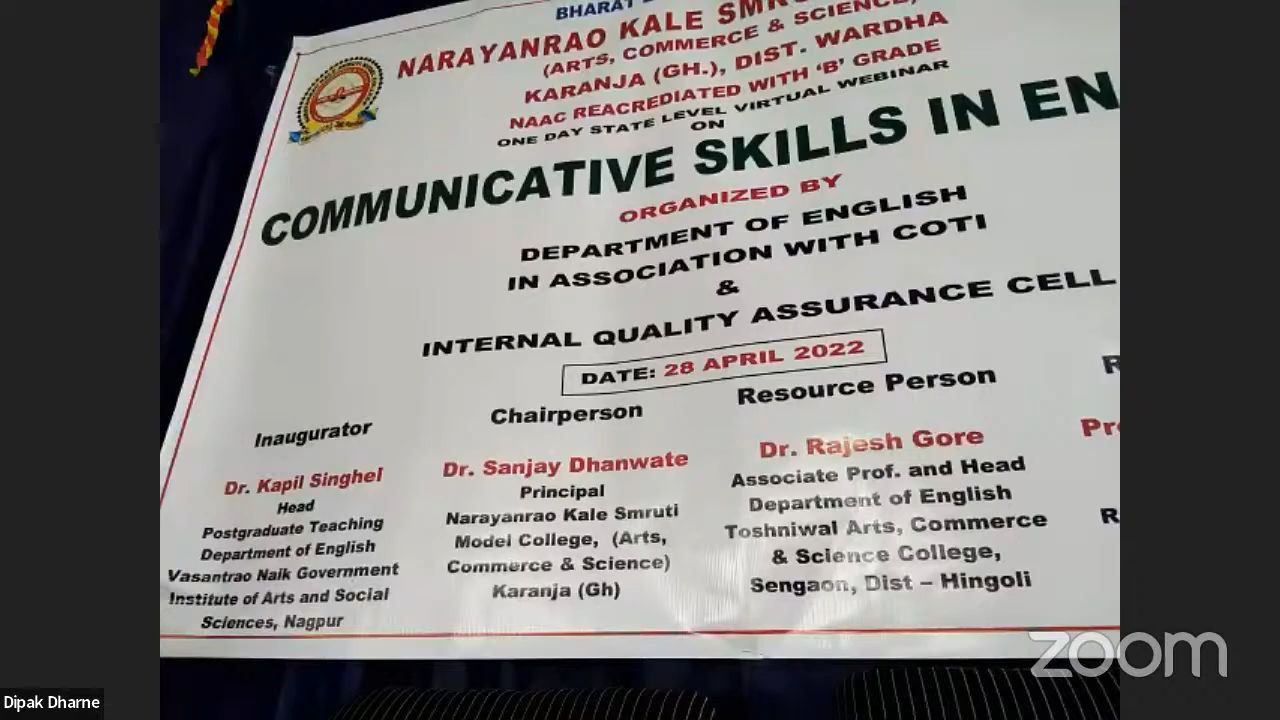 BHARAT
NARAYANRAO KALE SMR
(ARTS, COMMERCE & SCIENCE,
KARANJA (GH.), DIST. WARDHA
NAAC REACREDIATED WITH ‘B’ GRADE
ONE DAY STATE LEVEL VIRTUAL WEBINAR
ON
COMMUNICATIVE SKILLS IN EN
ORGANIZED BY
DEPARTMENT OF ENGLISH
IN ASSOCIATION WITH COTI
&
INTERNAL QUALITY ASSURANCE CELL
DATE: 28 APRIL 2022
Inaugurator
Dr. Kapil Singhel
Head
Postgraduate Teaching
Department of English
Vasantrao Naik Government
Institute of Arts and Social
Sciences, Nagpur
Chairperson
Dr. Sanjay Dhanwate
Principal
Narayanrao Kale Smruti
Model College, (Arts,
Commerce & Science)
Karanja (Gh)
Resource Person
Dr. Rajesh Gore
Associate Prof. and Head
Department of English
Toshniwal Arts, Commerce
& Science College,
Sengaon, Dist – Hingoli
R
Pr
R
zoom
Dipak Dharne